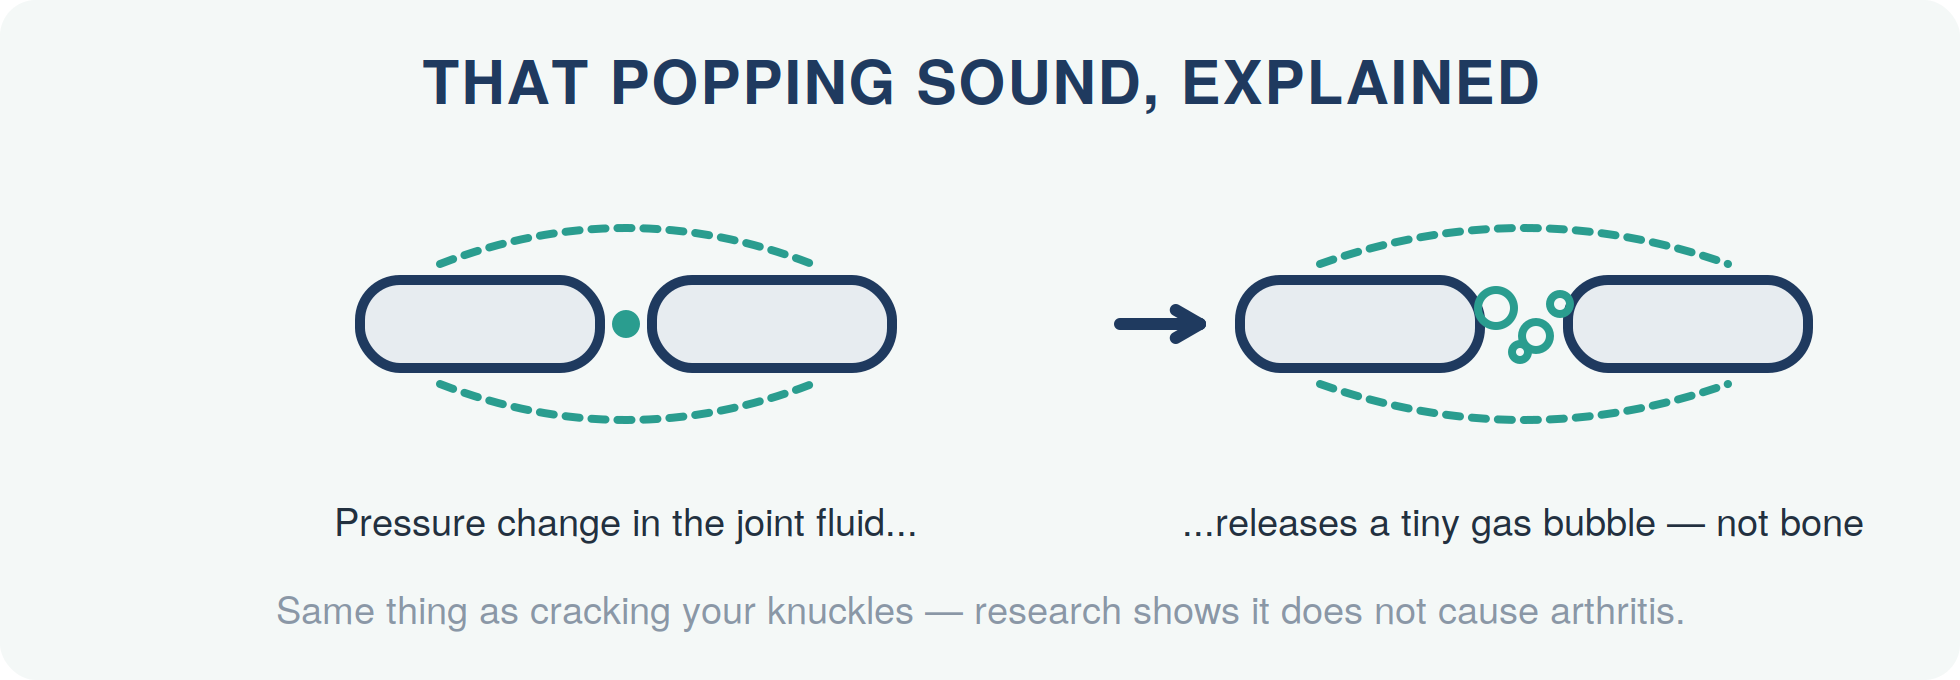 THAT POPPING SOUND, EXPLAINED
Pressure change in the joint fluid...
...releases a tiny gas bubble — not bone
Same thing as cracking your knuckles — research shows it does not cause arthritis.